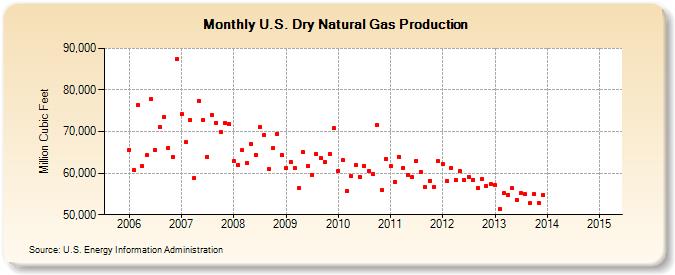 Monthly U.S. Dry Natural Gas Production
Million Cubic Feet
90,000
80,000
70,000
60,000
50,000
2006 2007 2008 2009 2010 2011 2012 2013 2014 2015
Source: U.S. Energy Information Administration